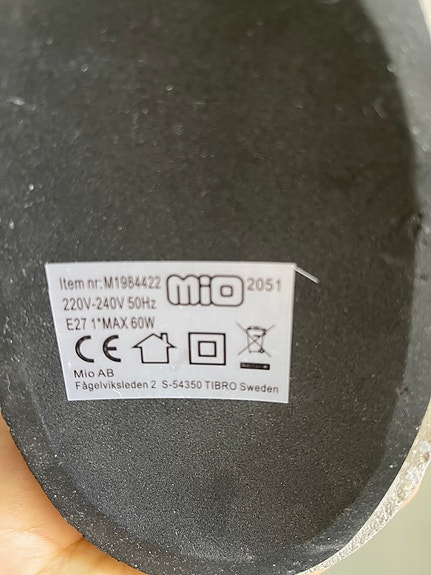 Item nr: M1984422 mio 2051
220V-240V 50Hz
E27 1*MAX 60W
CE
Mio AB
Fågelviksleden 2 S-54350 TIBRO Sweden